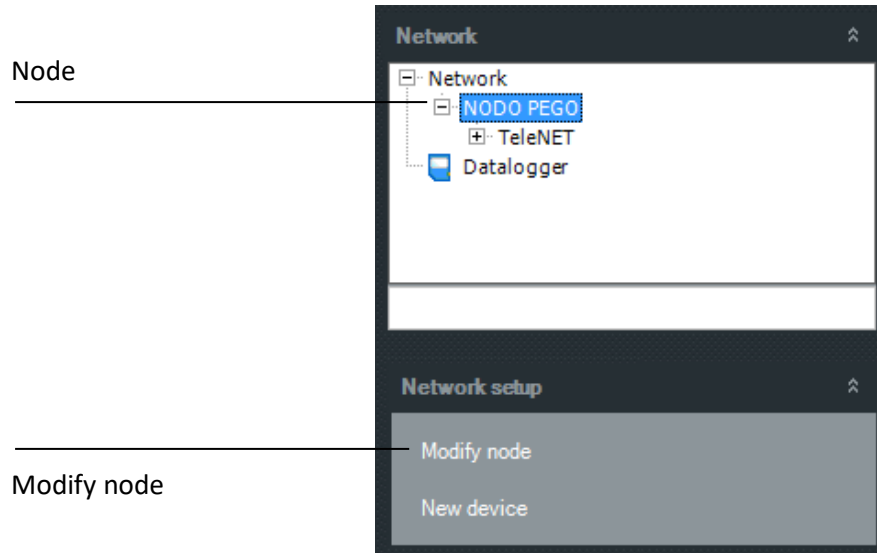 Network
Node
Network
NODO PEGO
TeleNET
Datalogger
Network setup
Modify node
Modify node
New device